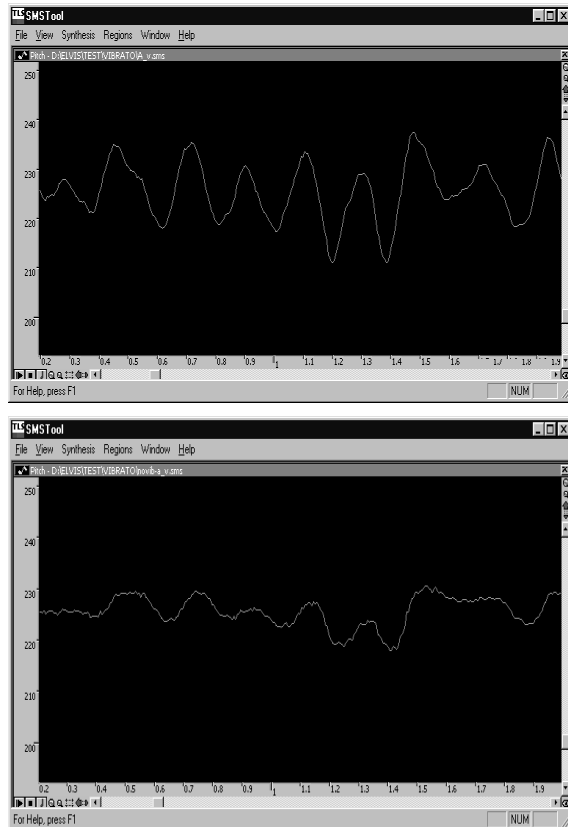 TLS SMSTool
File View Synthesis Regions Window Help
Pitch - D:\ELVIS\TEST\VIBRATO\A_v.sms
250
240
230
220
210
200
0.2 0.3 0.4 0.5 0.6 0.7 0.8 0.9 1 1.1 1.2 1.3 1.4 1.5 1.6 1.7 1.8 1.9
For Help, press F1 NUM
TLS SMSTool
File View Synthesis Regions Window Help
Pitch - D:\ELVIS\TEST\VIBRATO\novib-a_v.sms
250
240
230
220
210
200
0.2 0.3 0.4 0.5 0.6 0.7 0.8 0.9 1 1.1 1.2 1.3 1.4 1.5 1.6 1.7 1.8 1.9
For Help, press F1 NUM